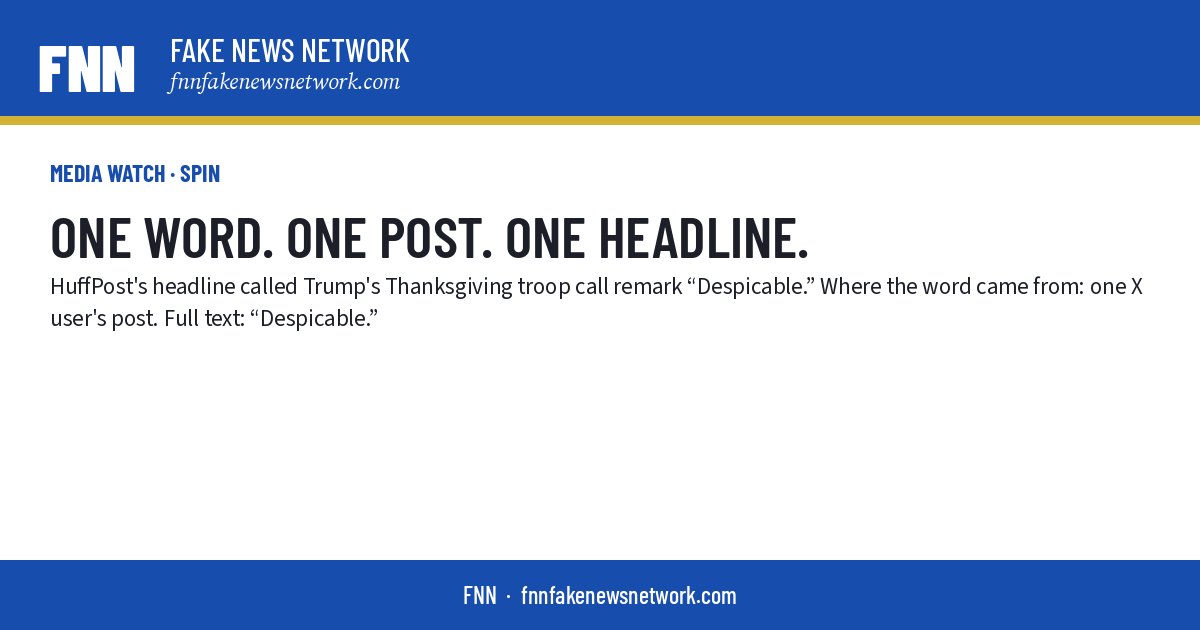 FNN
FAKE NEWS NETWORK
fnnfakenewsnetwork.com
MEDIA WATCH · SPIN
ONE WORD. ONE POST. ONE HEADLINE.
HuffPost's headline called Trump's Thanksgiving troop call remark “Despicable.” Where the word came from: one X
user's post. Full text: “Despicable.”
FNN · fnnfakenewsnetwork.com